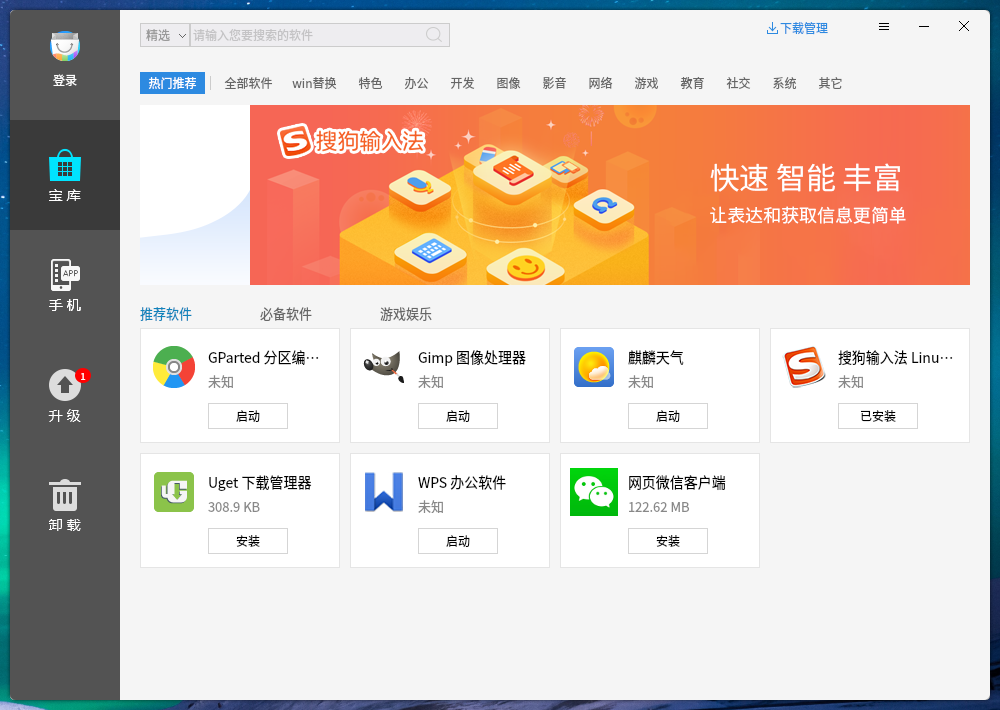 登录
宝 库
手 机
APP
1
升 级
卸 载
精选
请输入您要搜索的软件
下载管理
热门推荐
全部软件
win替换
特色
办公
开发
图像
影音
网络
游戏
教育
社交
系统
其它
S搜狗输入法
快速 智能 丰富
让表达和获取信息更简单
推荐软件
必备软件
游戏娱乐
GParted 分区编⋯
未知
启动
Gimp 图像处理器
未知
启动
麒麟天气
未知
启动
搜狗输入法 Linu⋯
未知
已安装
Uget 下载管理器
308.9 KB
安装
WPS 办公软件
未知
启动
网页微信客户端
122.62 MB
安装